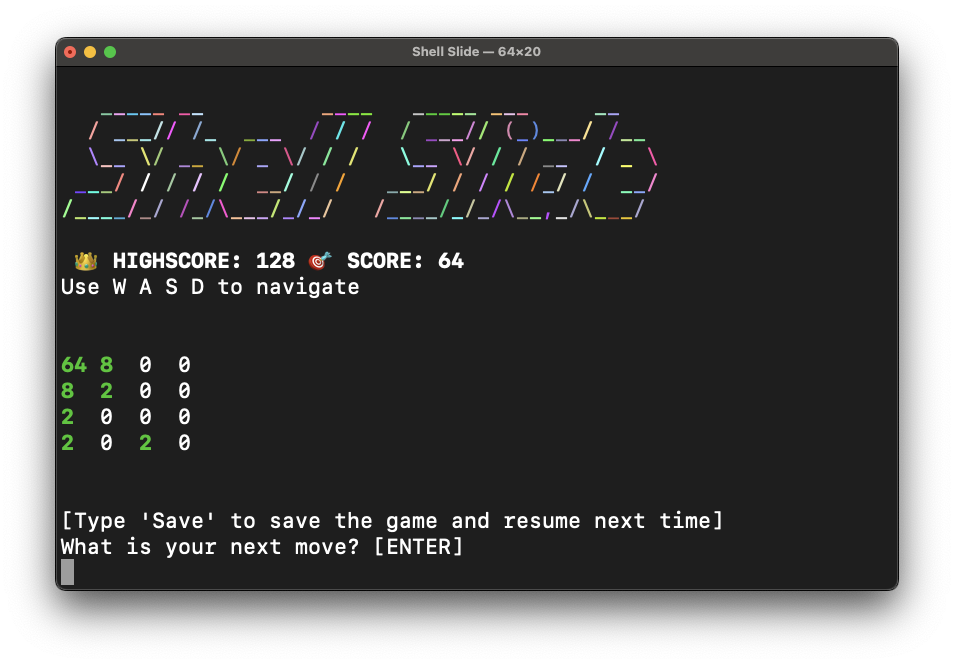 Shell Slide — 64×20
Shell Slide
👑 HIGHSCORE: 128 🎯 SCORE: 64
Use W A S D to navigate
64 8 0 0
8 2 0 0
2 0 0 0
2 0 2 0
[Type 'Save' to save the game and resume next time]
What is your next move? [ENTER]